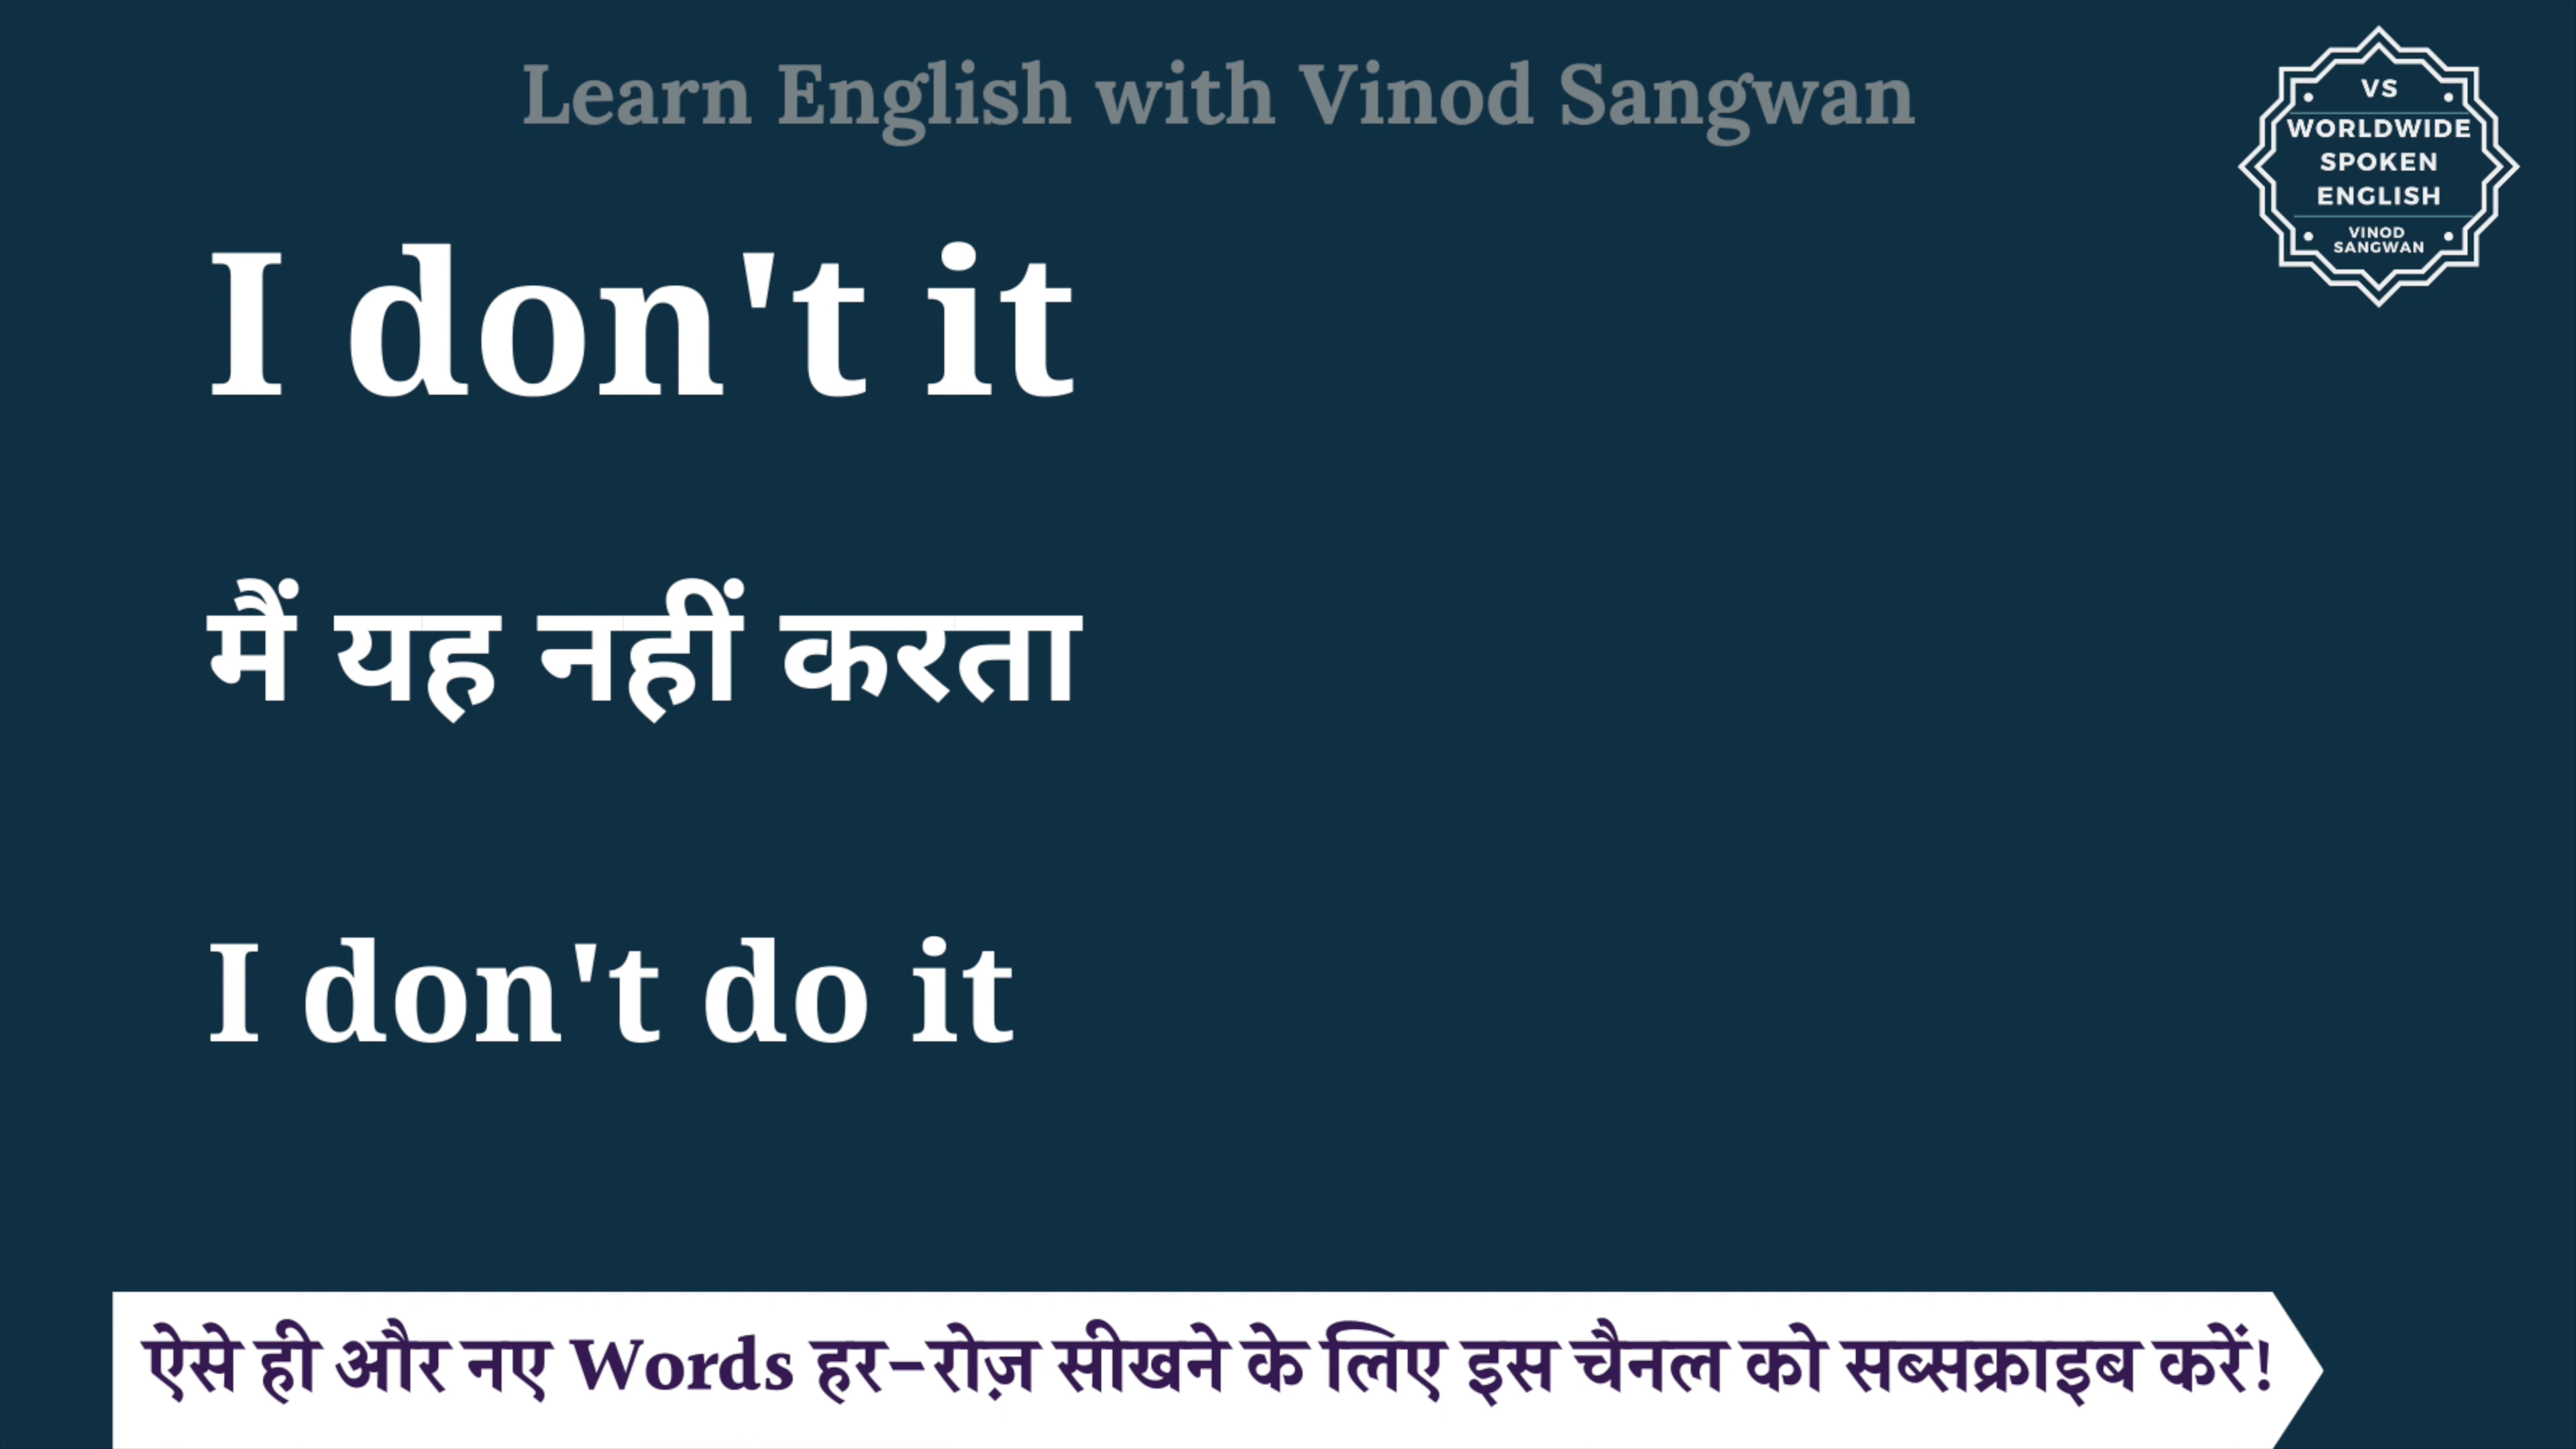 Learn English with Vinod Sangwan
VS
WORLDWIDE
SPOKEN
ENGLISH
VINOD
SANGWAN
I don't it
मैं यह नहीं करता
I don't do it
ऐसे ही और नए Words हर-रोज़ सीखने के लिए इस चैनल को सब्सक्राइब करें!